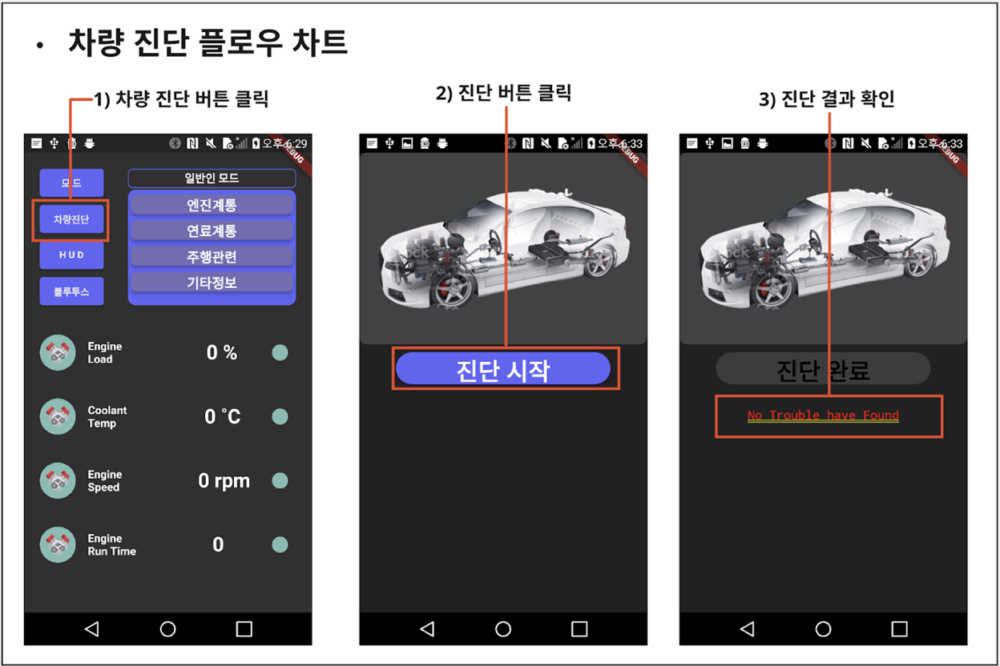 • 차량 진단 플로우 차트
1) 차량 진단 버튼 클릭
2) 진단 버튼 클릭
3) 진단 결과 확인
오후 6:29
DEBUG
모드
일반인 모드
차량진단
엔진계통
연료계통
H U D
주행관련
블루투스
기타정보
Engine
Load
0 %
Coolant
Temp
0 °C
Engine
Speed
0 rpm
Engine
Run Time
0
오후 6:33
DEBUG
iStock
iStock
진단 시작
오후 6:33
DEBUG
iStock
iStock
진단 완료
No Trouble have Found